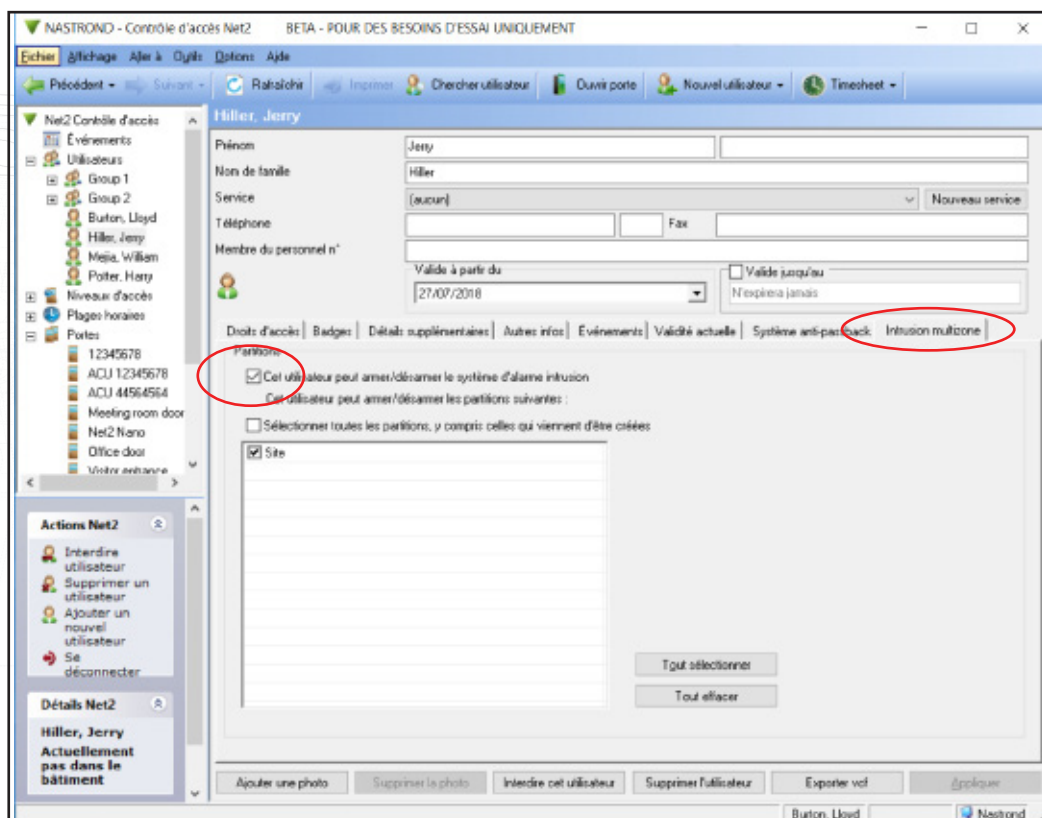 NASTROND - Contrôle d'accès Net2 BETA - POUR DES BESOINS D'ESSAI UNIQUEMENT
Fichier Affichage Aller à Outils Options Aide
Précédent Suivant Rafraîchir Imprimer Chercher utilisateur Ouvrir porte Nouvel utilisateur Timesheet
Net2 Contrôle d'accès
Événements
Utilisateurs
Group 1
Group 2
Burton, Lloyd
Hiller, Jerry
Mejia, William
Potter, Harry
Niveaux d'accès
Plages horaires
Portes
12345678
ACU 12345678
ACU 44564564
Meeting room door
Net2 Nano
Office door
Visitor entrance
Hiller, Jerry
Prénom Jerry
Nom de famille Hiller
Service (aucun) Nouveau service
Téléphone Fax
Membre du personnel n°
Valide à partir du Valide jusqu'au
27/07/2018 N'expirera jamais
Droits d'accès Badges Détails supplémentaires Autres infos Événements Validité actuelle Système anti-passback Intrusion multizone
Partitions
Cet utilisateur peut armer/désarmer le système d'alarme intrusion
Cet utilisateur peut armer/désarmer les partitions suivantes :
Sélectionner toutes les partitions, y compris celles qui viennent d'être créées
Site
Tout sélectionner
Tout effacer
Actions Net2
Interdire
utilisateur
Supprimer un
utilisateur
Ajouter un
nouvel
utilisateur
Se
déconnecter
Détails Net2
Hiller, Jerry
Actuellement
pas dans le
bâtiment
Ajouter une photo Supprimer la photo Interdire cet utilisateur Supprimer l'utilisateur Exporter vcf Appliquer
Burton, Lloyd Nastrond